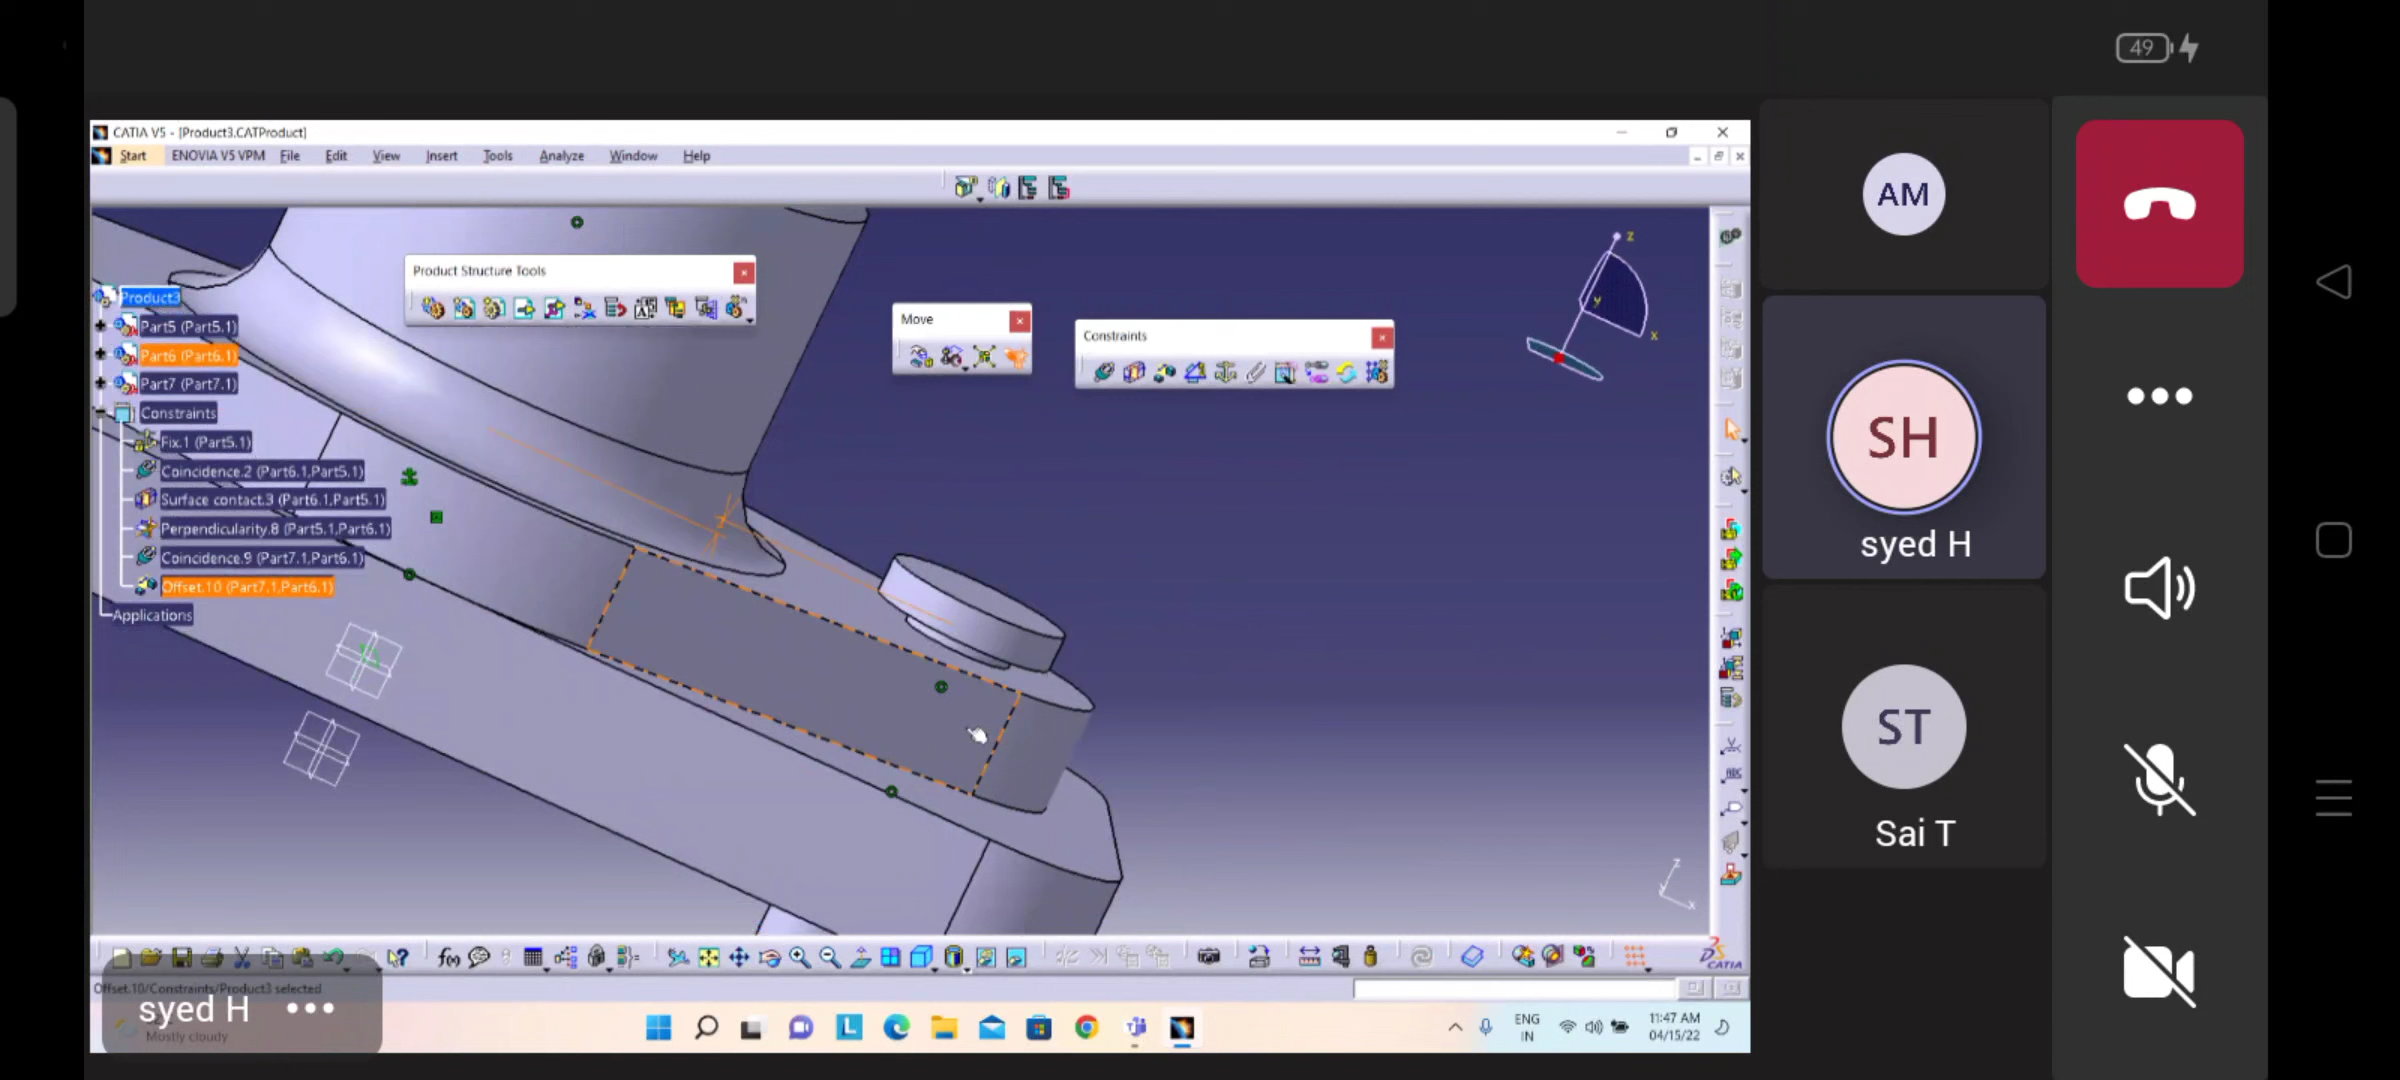 49
CATIA V5 - [Product3.CATProduct]
Start ENOVIA V5 VPM File Edit View Insert Tools Analyze Window Help
Product Structure Tools
Move
Constraints
z
y
x
Product3
Part5 (Part5.1)
Part6 (Part6.1)
Part7 (Part7.1)
Constraints
Fix.1 (Part5.1)
Coincidence.2 (Part6.1,Part5.1)
Surface contact.3 (Part6.1,Part5.1)
Perpendicularity.8 (Part5.1,Part6.1)
Coincidence.9 (Part7.1,Part6.1)
Offset.10 (Part7.1,Part6.1)
Applications
z
x
CATIA
Offset.10/Constraints/Product3 selected
syed H
Mostly cloudy
ENG
IN
11:47 AM
04/15/22
AM
SH
syed H
ST
Sai T